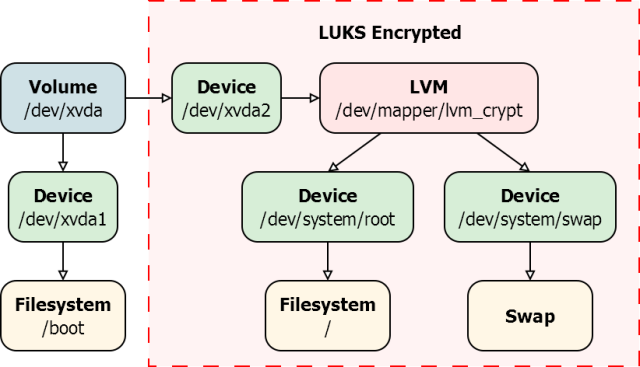 LUKS Encrypted
Volume
/dev/xvda
Device
/dev/xvda2
LVM
/dev/mapper/lvm_crypt
Device
/dev/xvda1
Device
/dev/system/root
Device
/dev/system/swap
Filesystem
/boot
Filesystem
/
Swap